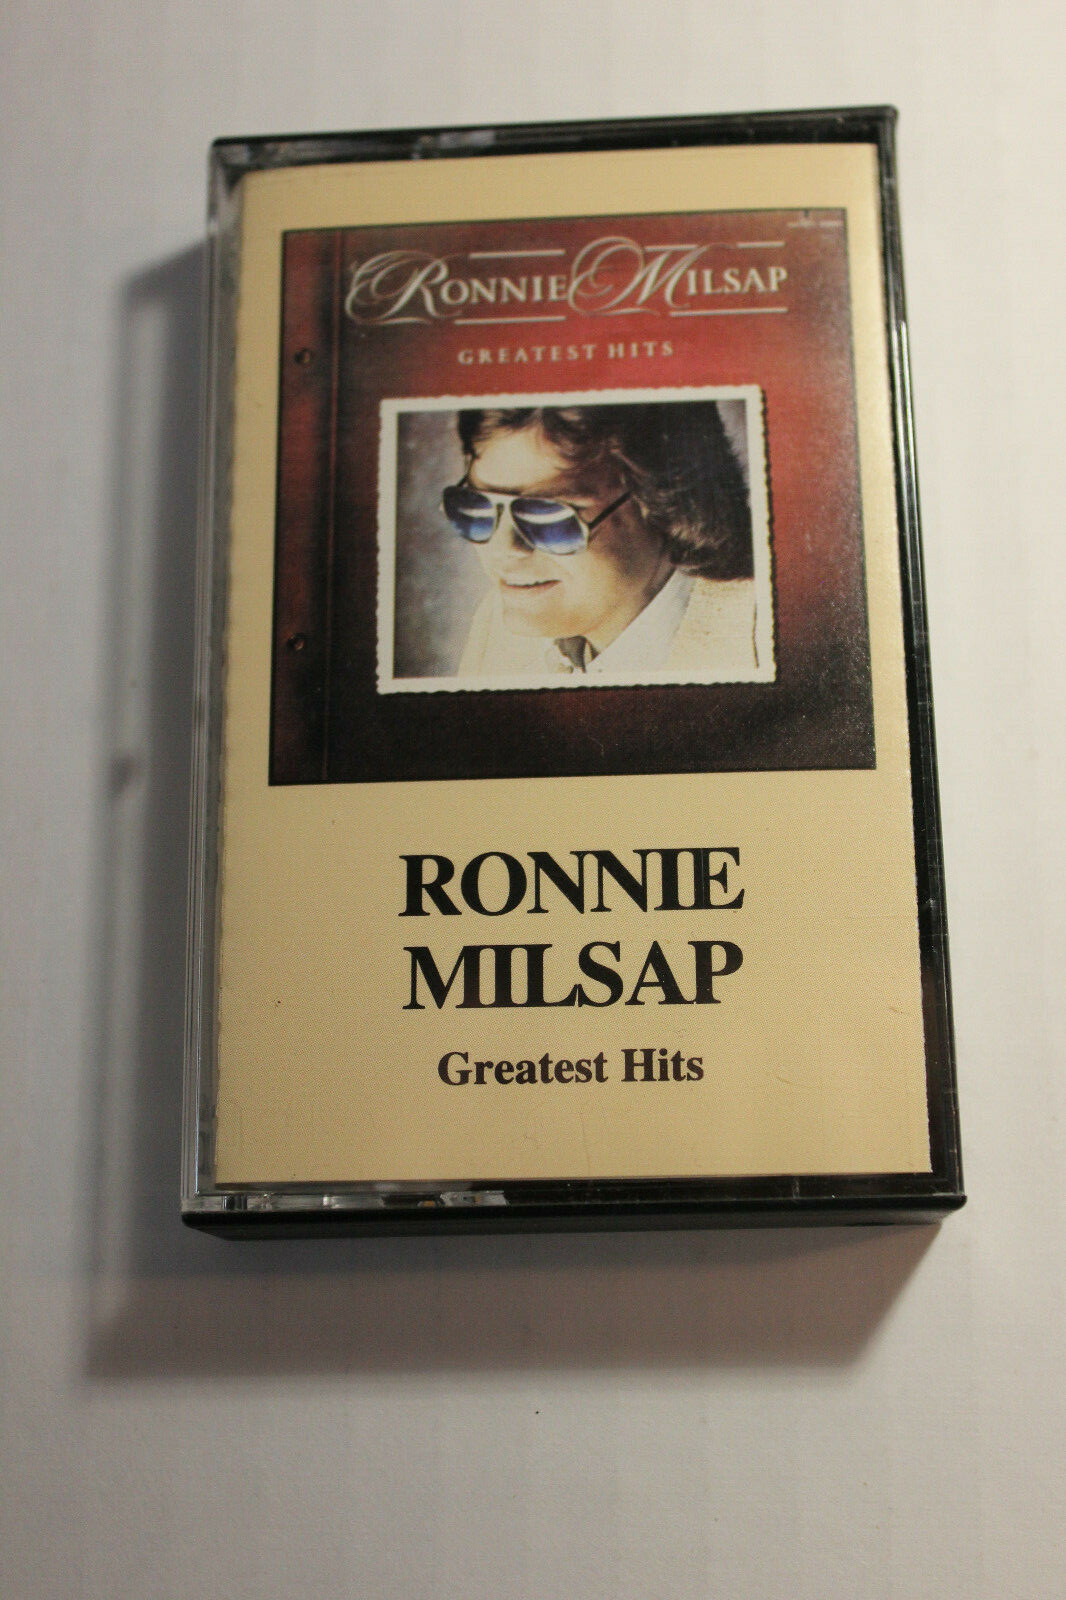 RONNIE MILSAP
GREATEST HITS
RONNIE
MILSAP
Greatest Hits